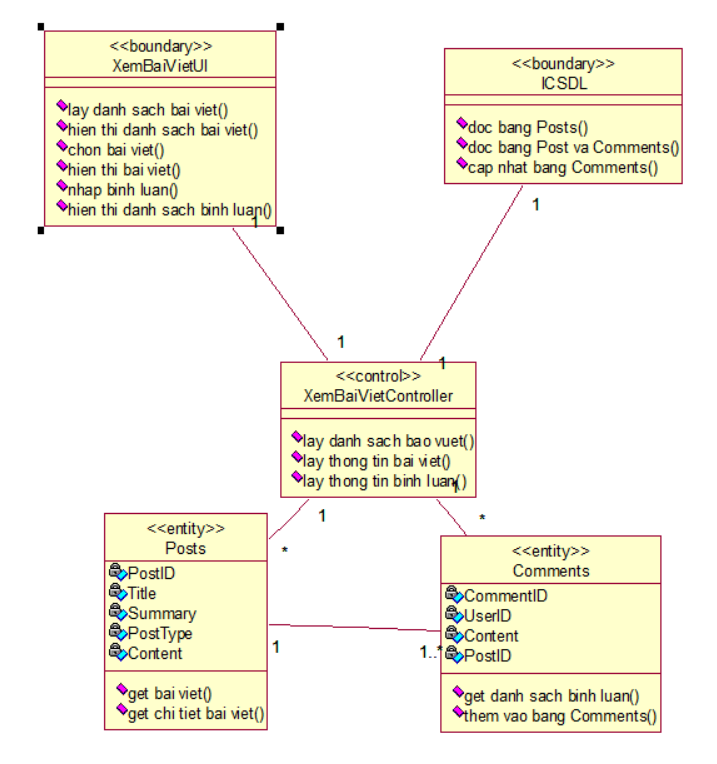 <<boundary>>
XemBaiVietUI
lay danh sach bai viet()
hien thi danh sach bai viet()
chon bai viet()
hien thi bai viet()
nhap binh luan()
hien thi danh sach binh luan()
1
<<boundary>>
ICSDL
doc bang Posts()
doc bang Post va Comments()
cap nhat bang Comments()
1
1
1
<<control>>
XemBaiVietController
lay danh sach bao vuet()
lay thong tin bai viet()
lay thong tin binh luan()
1
1
*
*
<<entity>>
Posts
PostID
Title
Summary
PostType
Content
get bai viet()
get chi tiet bai viet()
1
1..*
<<entity>>
Comments
CommentID
UserID
Content
PostID
get danh sach binh luan()
them vao bang Comments()